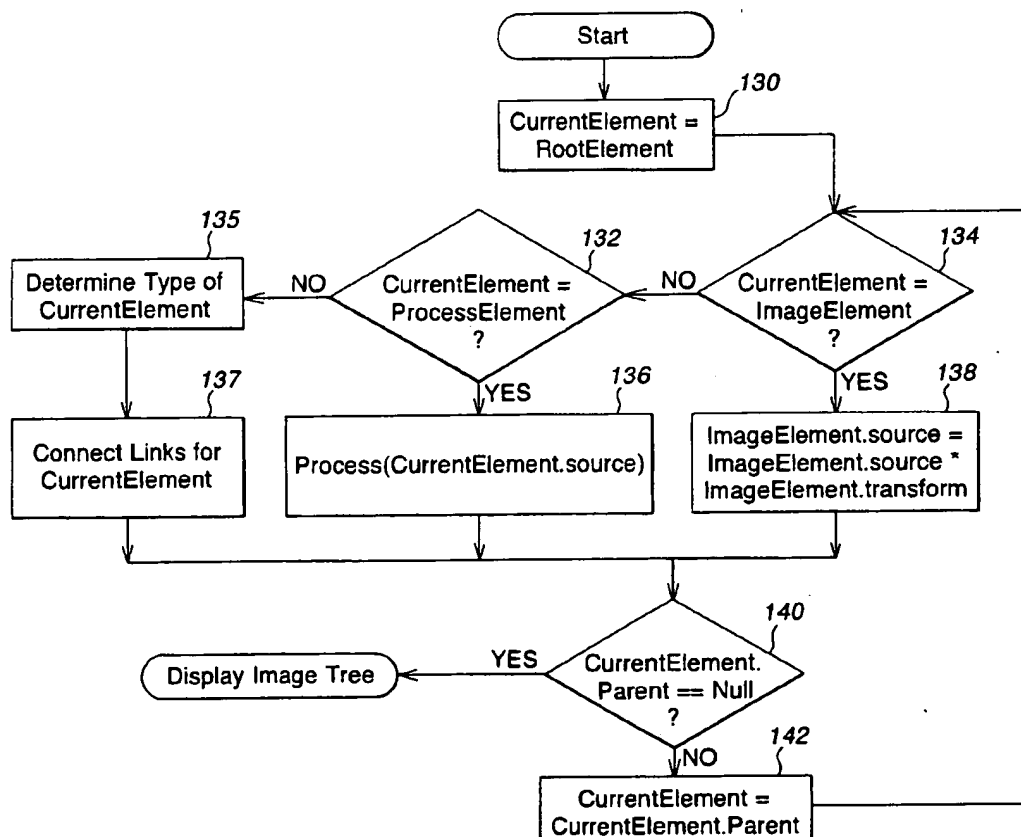 Start
130
CurrentElement =
RootElement
134
CurrentElement =
ImageElement
?
NO
YES
132
CurrentElement =
ProcessElement
?
NO
YES
135
Determine Type of
CurrentElement
137
Connect Links for
CurrentElement
136
Process(CurrentElement.source)
138
ImageElement.source =
ImageElement.source *
ImageElement.transform
140
CurrentElement.
Parent == Null
?
YES
NO
Display Image Tree
142
CurrentElement =
CurrentElement.Parent